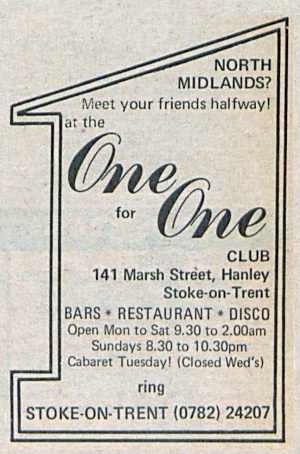 NORTH
MIDLANDS?
Meet your friends halfway!
at the
One
for
One
CLUB
141 Marsh Street, Hanley
Stoke-on-Trent
BARS * RESTAURANT * DISCO
Open Mon to Sat 9.30 to 2.00am
Sundays 8.30 to 10.30pm
Cabaret Tuesday! (Closed Wed's)
ring
STOKE-ON-TRENT (0782) 24207